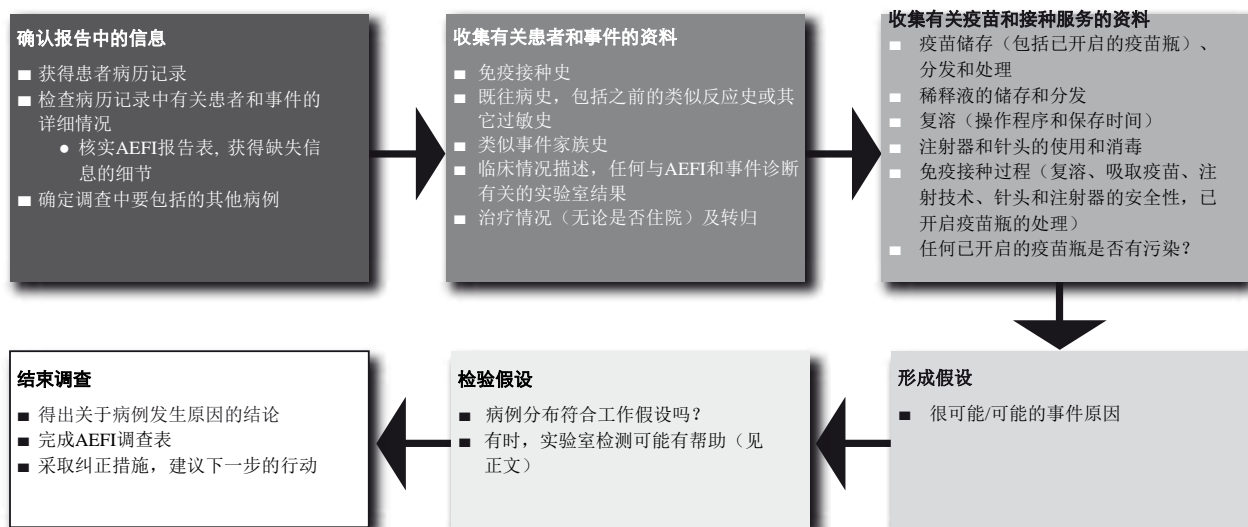 确认报告中的信息
■ 获得患者病历记录
■ 检查病历记录中有关患者和事件的
详细情况
● 核实AEFI报告表, 获得缺失信
息的细节
■ 确定调查中要包括的其他病例
收集有关患者和事件的资料
■ 免疫接种史
■ 既往病史，包括之前的类似反应史或其
它过敏史
■ 类似事件家族史
■ 临床情况描述，任何与AEFI和事件诊断
有关的实验室结果
■ 治疗情况（无论是否住院）及转归
收集有关疫苗和接种服务的资料
■ 疫苗储存（包括已开启的疫苗瓶）、
分发和处理
■ 稀释液的储存和分发
■ 复溶（操作程序和保存时间）
■ 注射器和针头的使用和消毒
■ 免疫接种过程（复溶、吸取疫苗、注
射技术、针头和注射器的安全性，已
开启疫苗瓶的处理）
■ 任何已开启的疫苗瓶是否有污染？
形成假设
■ 很可能/可能的事件原因
检验假设
■ 病例分布符合工作假设吗？
■ 有时，实验室检测可能有帮助（见
正文）
结束调查
■ 得出关于病例发生原因的结论
■ 完成AEFI调查表
■ 采取纠正措施，建议下一步的行动